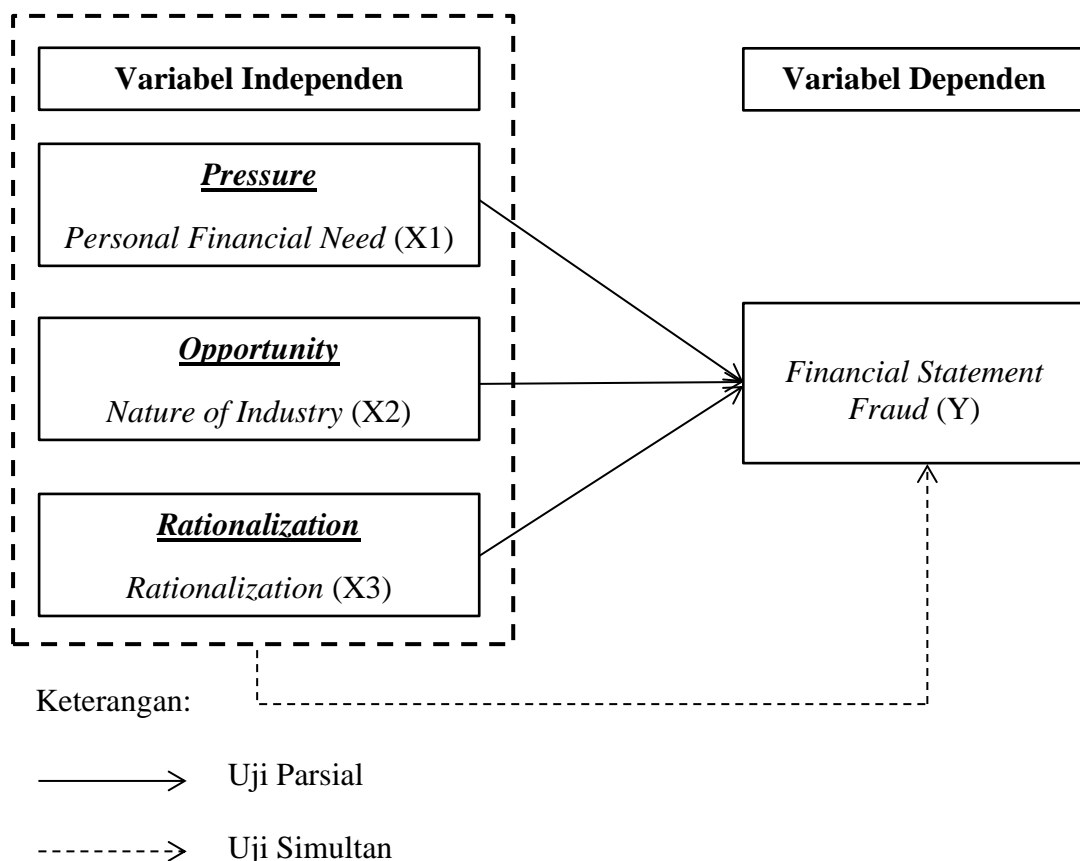 Variabel Independen
Variabel Dependen
Pressure
Personal Financial Need (X1)
Opportunity
Nature of Industry (X2)
Financial Statement
Fraud (Y)
Rationalization
Rationalization (X3)
Keterangan:
Uji Parsial
Uji Simultan